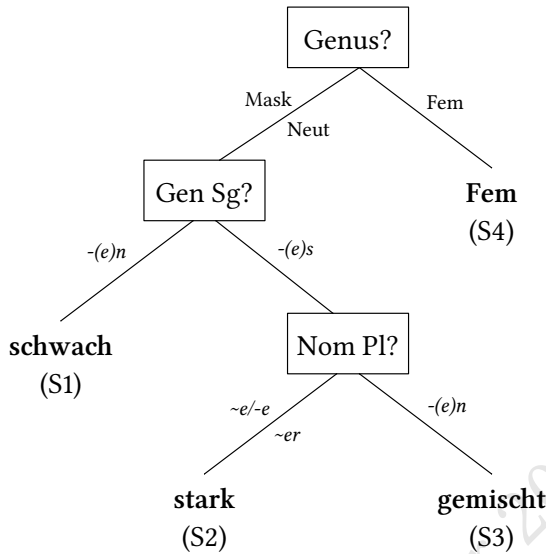 Genus?
Mask
Neut
Fem
Gen Sg?
Fem
(S4)
-(e)n
-(e)s
schwach
(S1)
Nom Pl?
~e/-e
~er
-(e)n
stark
(S2)
gemischt
(S3)